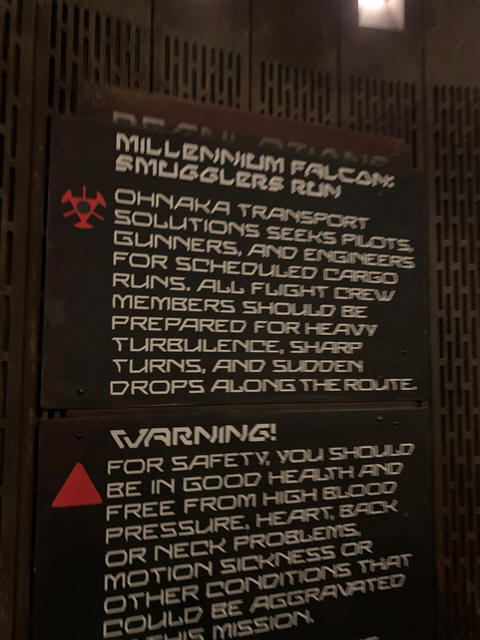 REGULATIONS
MILLENNIUM FALCON:
SMUGGLERS RUN
OHNAKA TRANSPORT
SOLUTIONS SEEKS PILOTS,
GUNNERS, AND ENGINEERS
FOR SCHEDULED CARGO
RUNS. ALL FLIGHT CREW
MEMBERS SHOULD BE
PREPARED FOR HEAVY
TURBULENCE, SHARP
TURNS, AND SUDDEN
DROPS ALONG THE ROUTE.
WARNING!
FOR SAFETY, YOU SHOULD
BE IN GOOD HEALTH AND
FREE FROM HIGH BLOOD
PRESSURE, HEART, BACK
OR NECK PROBLEMS,
MOTION SICKNESS OR
OTHER CONDITIONS THAT
COULD BE AGGRAVATED
THIS MISSION.